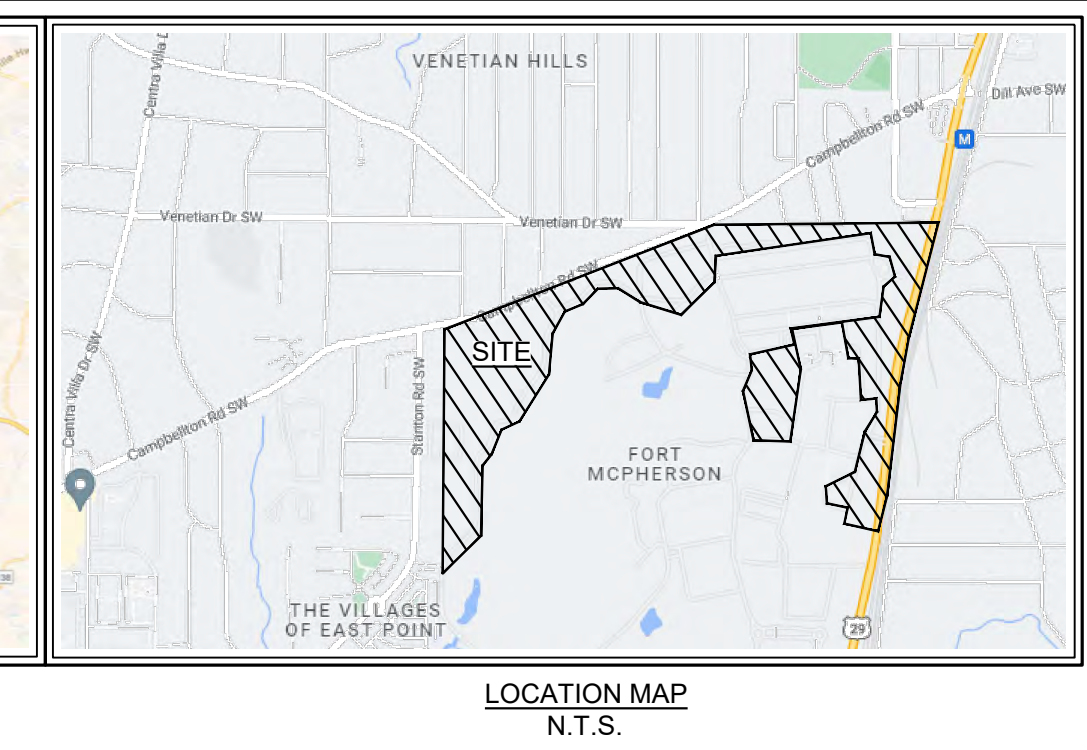 VENETIAN HILLS
Centra Villa D
Dill Ave SW
Campbellton Rd SW
M
Venetian Dr SW
Venetian Dr SW
Campbellton Rd SW
SITE
Centra Villa Dr SW
Stanton Rd SW
Campbellton Rd SW
FORT
MCPHERSON
38
THE VILLAGES
OF EAST POINT
29
LOCATION MAP
N.T.S.